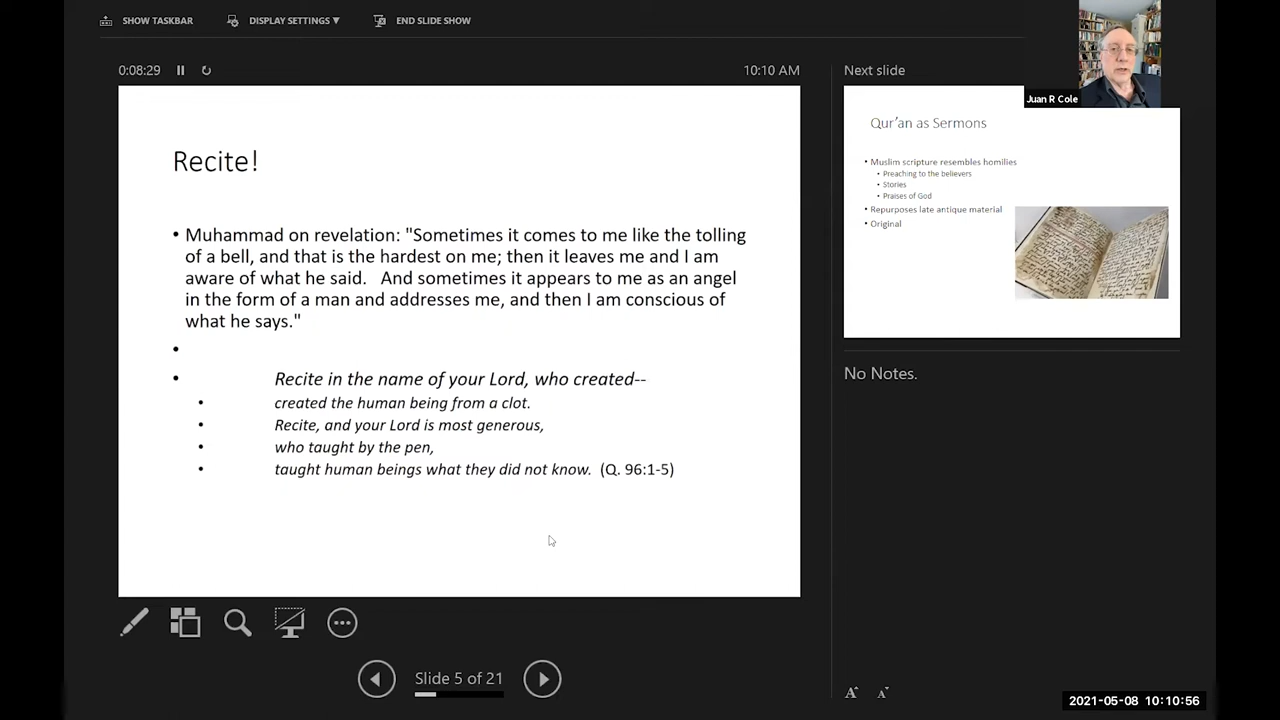 SHOW TASKBAR
DISPLAY SETTINGS ▼
END SLIDE SHOW
0:08:29
10:10 AM
Recite!
• Muhammad on revelation: "Sometimes it comes to me like the tolling
of a bell, and that is the hardest on me; then it leaves me and I am
aware of what he said. And sometimes it appears to me as an angel
in the form of a man and addresses me, and then I am conscious of
what he says."
•
• Recite in the name of your Lord, who created--
• created the human being from a clot.
• Recite, and your Lord is most generous,
• who taught by the pen,
• taught human beings what they did not know. (Q. 96:1-5)
Slide 5 of 21
Next slide
Juan R Cole
Qur’an as Sermons
• Muslim scripture resembles homilies
• Preaching to the believers
• Stories
• Praises of God
• Repurposes late antique material
• Original
No Notes.
A A
2021-05-08 10:10:56